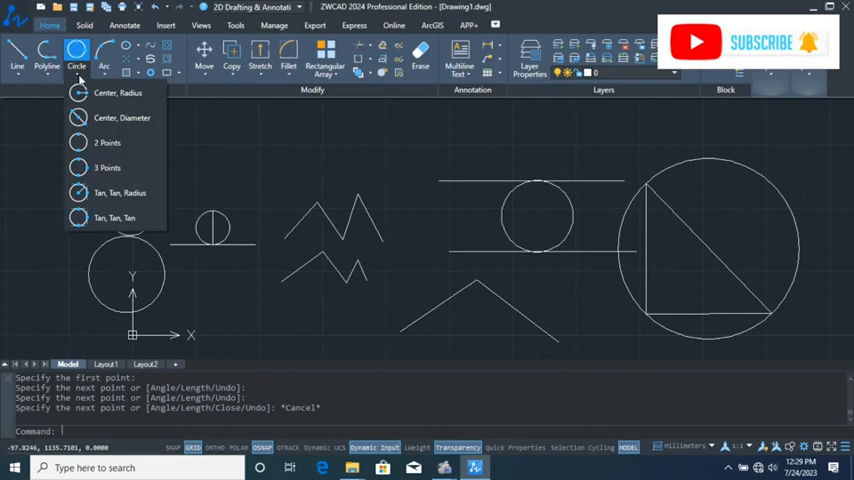 2D Drafting & Annotati
ZWCAD 2024 Professional Edition - [Drawing1.dwg]
Home Solid Annotate Insert Views Tools Manage Export Express Online ArcGIS APP+
SUBSCRIBE
Line Polyline Circle Arc
Move Copy Stretch Fillet Rectangular Array Erase
Multiline Text
Layer Properties
0
Modify Annotation Layers Block
Center, Radius
Center, Diameter
2 Points
3 Points
Tan, Tan, Radius
Tan, Tan, Tan
Y
X
Model Layout1 Layout2 +
Specify the first point:
Specify the next point or [Angle/Length/Undo]:
Specify the next point or [Angle/Length/Undo]:
Specify the next point or [Angle/Length/Close/Undo]: *Cancel*
Command:
-97.8246, 1135.7101, 0.0000
SNAP GRID ORTHO POLAR OSNAP OTRACK Dynamic UCS Dynamic Input LWeight Transparency Quick Properties Selection Cycling MODEL Millimeters 1:1
Type here to search
12:29 PM
7/24/2023